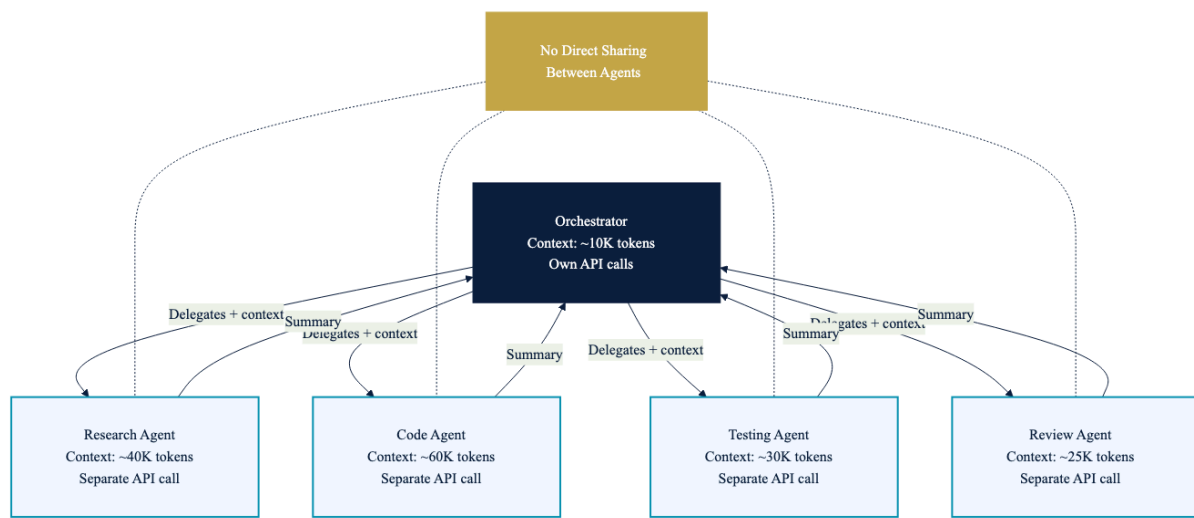 No Direct Sharing
Between Agents
Orchestrator
Context: ~10K tokens
Own API calls
Delegates + context
Summary
Delegates + context
Summary
Delegates + context
Summary
Delegates + context
Summary
Research Agent
Context: ~40K tokens
Separate API call
Code Agent
Context: ~60K tokens
Separate API call
Testing Agent
Context: ~30K tokens
Separate API call
Review Agent
Context: ~25K tokens
Separate API call